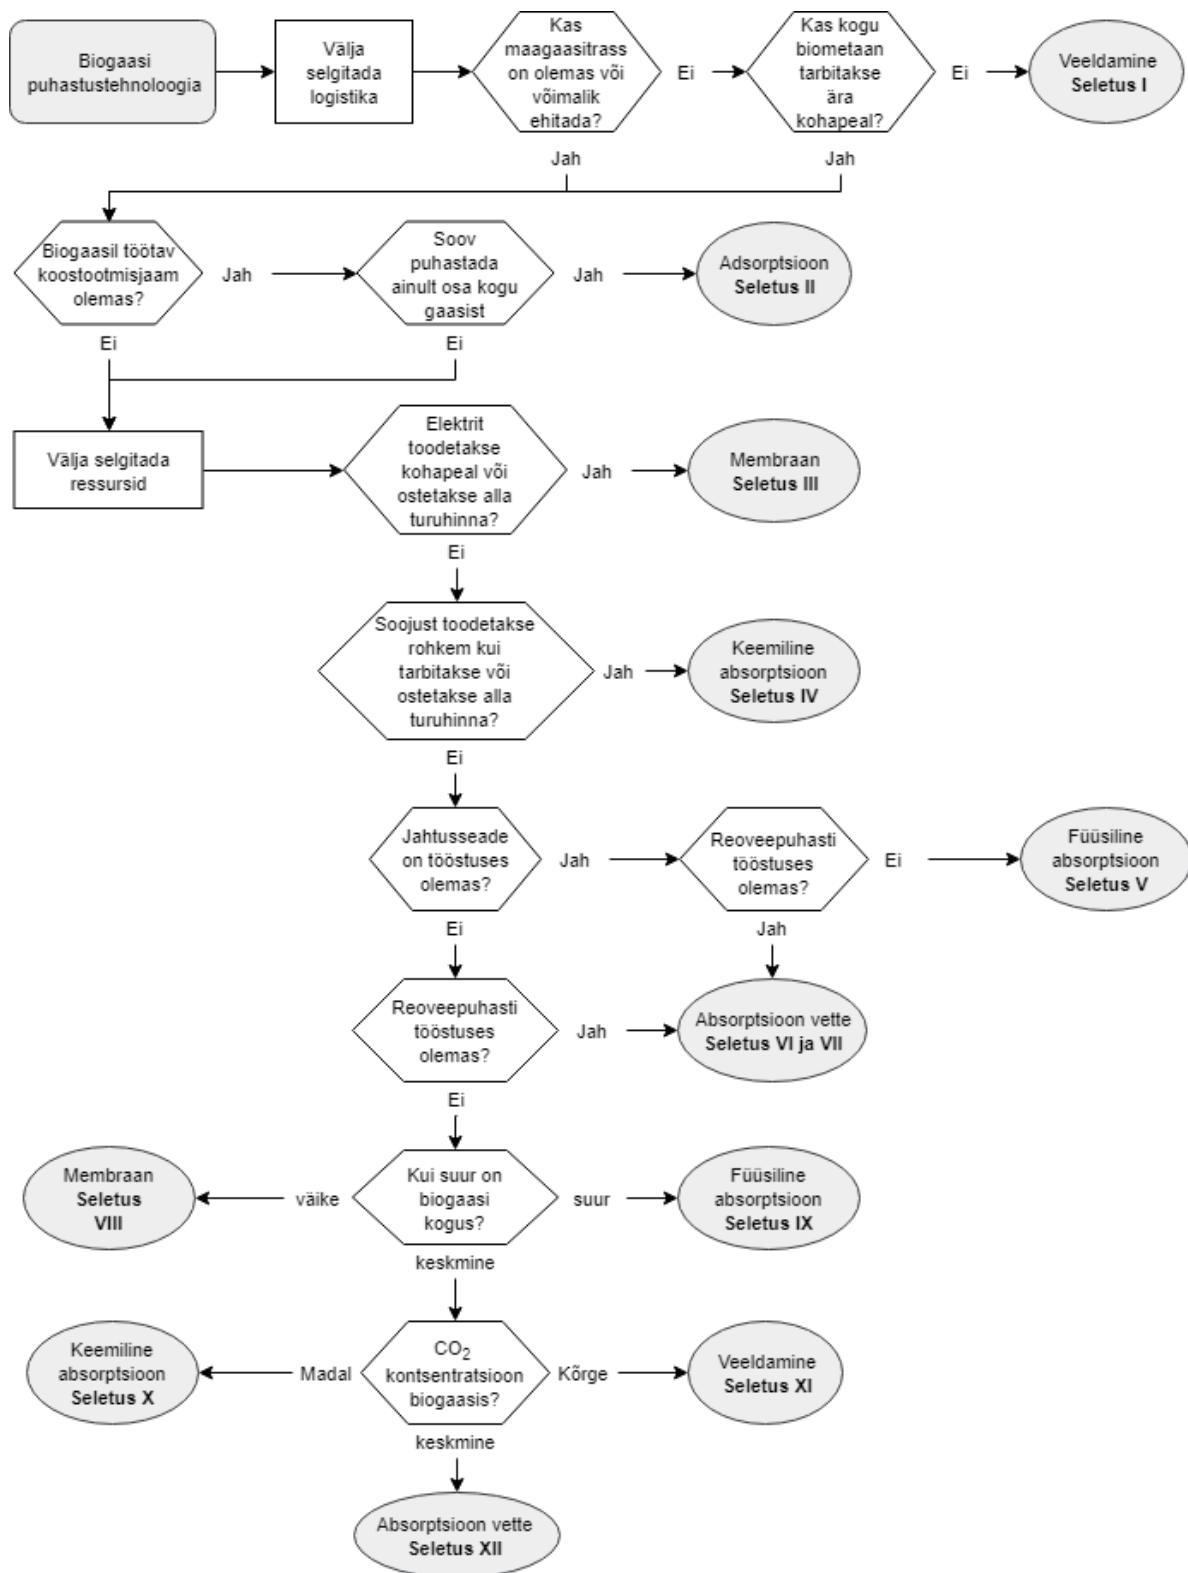 Biogaasi
puhastustehnoloogia
Välja
selgitada
logistika
Kas
maagaasitrass
on olemas või
võimalik
ehitada?
Ei
Kas kogu
biometaan
tarbitakse
ära
kohapeal?
Ei
Veeldamine
Seletus I
Jah
Jah
Biogaasil töötav
koostootmisjaam
olemas?
Jah
Soov
puhastada
ainult osa kogu
gaasist
Jah
Adsorptsioon
Seletus II
Ei
Ei
Välja selgitada
ressursid
Elektrit
toodetakse
kohapeal või
ostetakse alla
turuhinna?
Jah
Membraan
Seletus III
Ei
Soojust toodetakse
rohkem kui
tarbitakse või
ostetakse alla
turuhinna?
Jah
Keemiline
absorptsioon
Seletus IV
Ei
Jahtusseade
on tööstuses
olemas?
Jah
Reoveepuhasti
tööstuses
olemas?
Ei
Füüsiline
absorptsioon
Seletus V
Ei
Jah
Reoveepuhasti
tööstuses
olemas?
Jah
Absorptsioon vette
Seletus VI ja VII
Ei
Membraan
Seletus
VIII
väike
Kui suur on
biogaasi
kogus?
suur
Füüsiline
absorptsioon
Seletus IX
keskmine
Keemiline
absorptsioon
Seletus X
Madal
CO₂
kontsentratsioon
biogaasis?
Kõrge
Veeldamine
Seletus XI
keskmine
Absorptsioon vette
Seletus XII